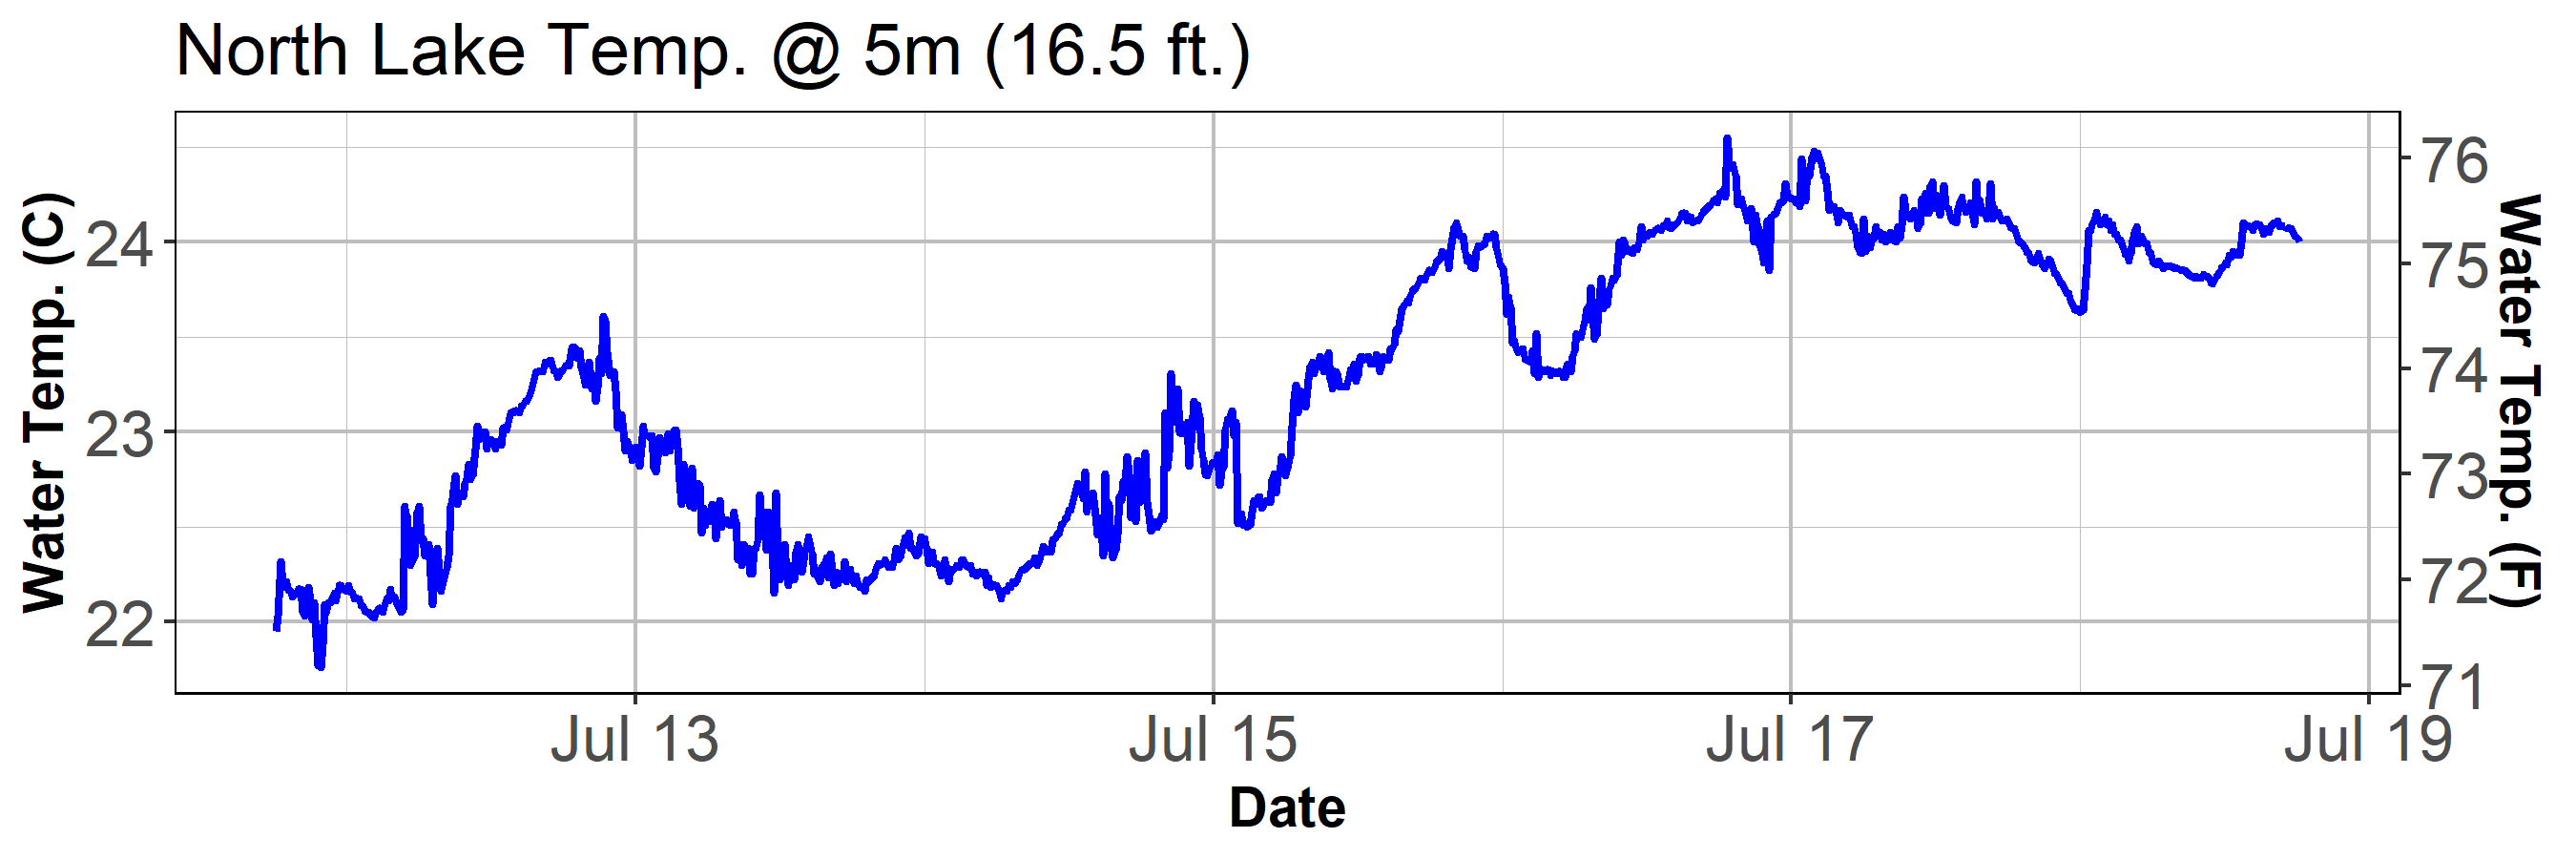 North Lake Temp. @ 5m (16.5 ft.)
Water Temp. (C)
24
23
22
76
75
74
73
72
71
Water Temp. (F)
Jul 13
Jul 15
Jul 17
Jul 19
Date